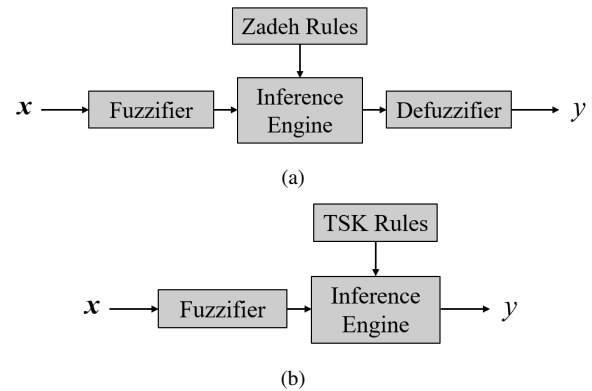 Zadeh Rules
x Fuzzifier Inference Engine Defuzzifier y
(a)
TSK Rules
x Fuzzifier Inference Engine y
(b)